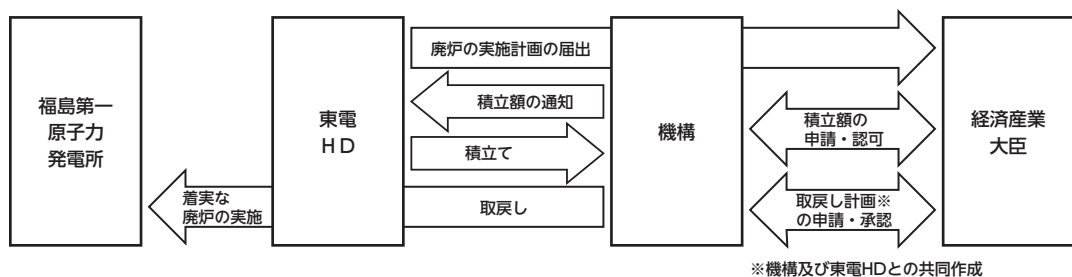 廃炉の実施計画の届出
福島第一
原子力
発電所
東電
HD
積立額の通知
機構
積立額の
申請・認可
経済産業
大臣
積立て
着実な
廃炉の実施
取戻し
取戻し計画※
の申請・承認
※機構及び東電HDとの共同作成